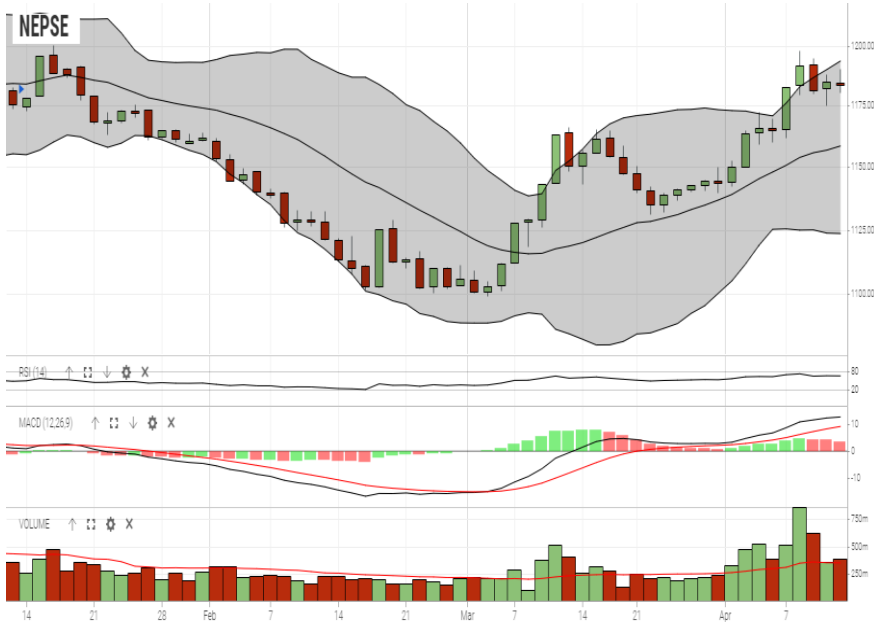 NEPSE
1200.00
1175.00
1150.00
1125.00
1100.00
RSI (14)
80
20
MACD (12,26,9)
10
0
-10
VOLUME
750m
500m
250m
14 21 28 Feb 7 14 21 Mar 7 14 21 Apr 7